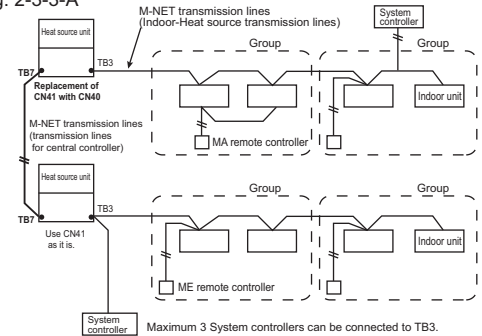 g. 2-3-3-A
M-NET transmission lines
(Indoor-Heat source transmission lines)
System
controller
Heat source unit
Group
Group
TB3
TB7
Replacement of
CN41 with CN40
Indoor unit
M-NET transmission lines
(transmission lines
for central controller)
MA remote controller
Heat source unit
Group
Group
TB3
TB7
Use CN41
as it is.
Indoor unit
ME remote controller
System
controller
Maximum 3 System controllers can be connected to TB3.